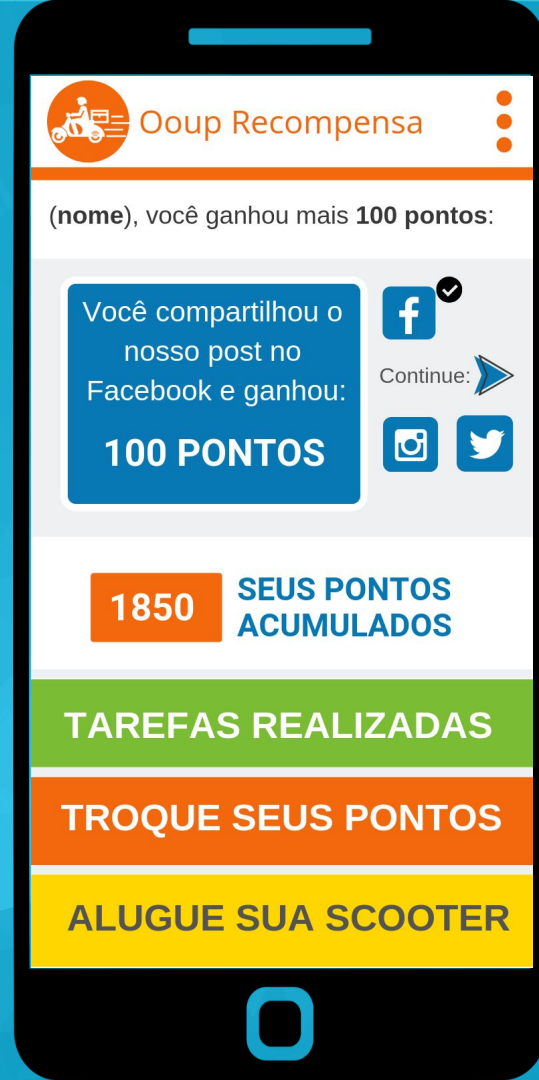 Ooup Recompensa
(nome), você ganhou mais 100 pontos:
Você compartilhou o
nosso post no
Facebook e ganhou:
100 PONTOS
Continue:
1850
SEUS PONTOS
ACUMULADOS
TAREFAS REALIZADAS
TROQUE SEUS PONTOS
ALUGUE SUA SCOOTER